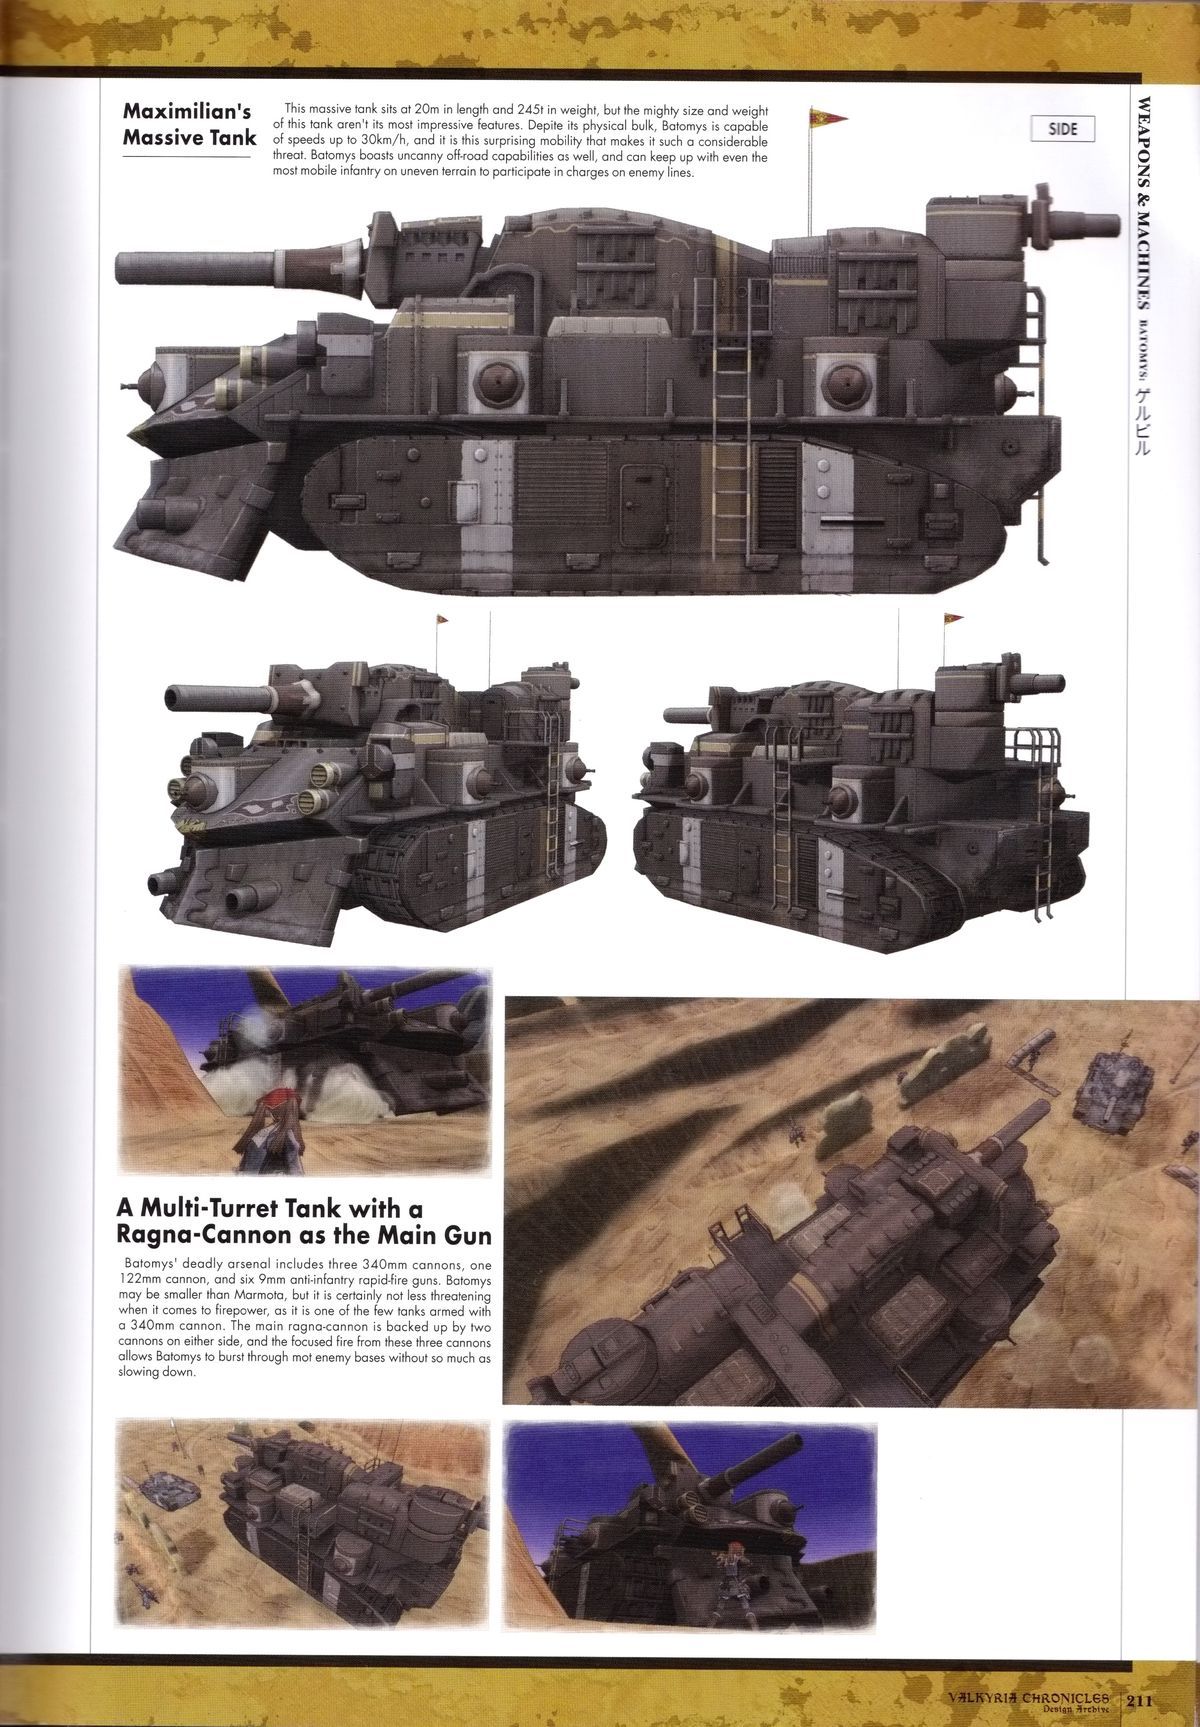 Maximilian's
Massive Tank
This massive tank sits at 20m in length and 245t in weight, but the mighty size and weight
of this tank aren't its most impressive features. Depite its physical bulk, Batomys is capable
of speeds up to 30km/h, and it is this surprising mobility that makes it such a considerable
threat. Batomys boasts uncanny off-road capabilities as well, and can keep up with even the
most mobile infantry on uneven terrain to participate in charges on enemy lines.
SIDE
WEAPONS & MACHINES BATOMYS: ゲルビル
A Multi-Turret Tank with a
Ragna-Cannon as the Main Gun
Batomys' deadly arsenal includes three 340mm cannons, one
122mm cannon, and six 9mm anti-infantry rapid-fire guns. Batomys
may be smaller than Marmota, but it is certainly not less threatening
when it comes to firepower, as it is one of the few tanks armed with
a 340mm cannon. The main ragna-cannon is backed up by two
cannons on either side, and the focused fire from these three cannons
allows Batomys to burst through mot enemy bases without so much as
slowing down.
VALKYRIA CHRONICLES
Design Archive
211